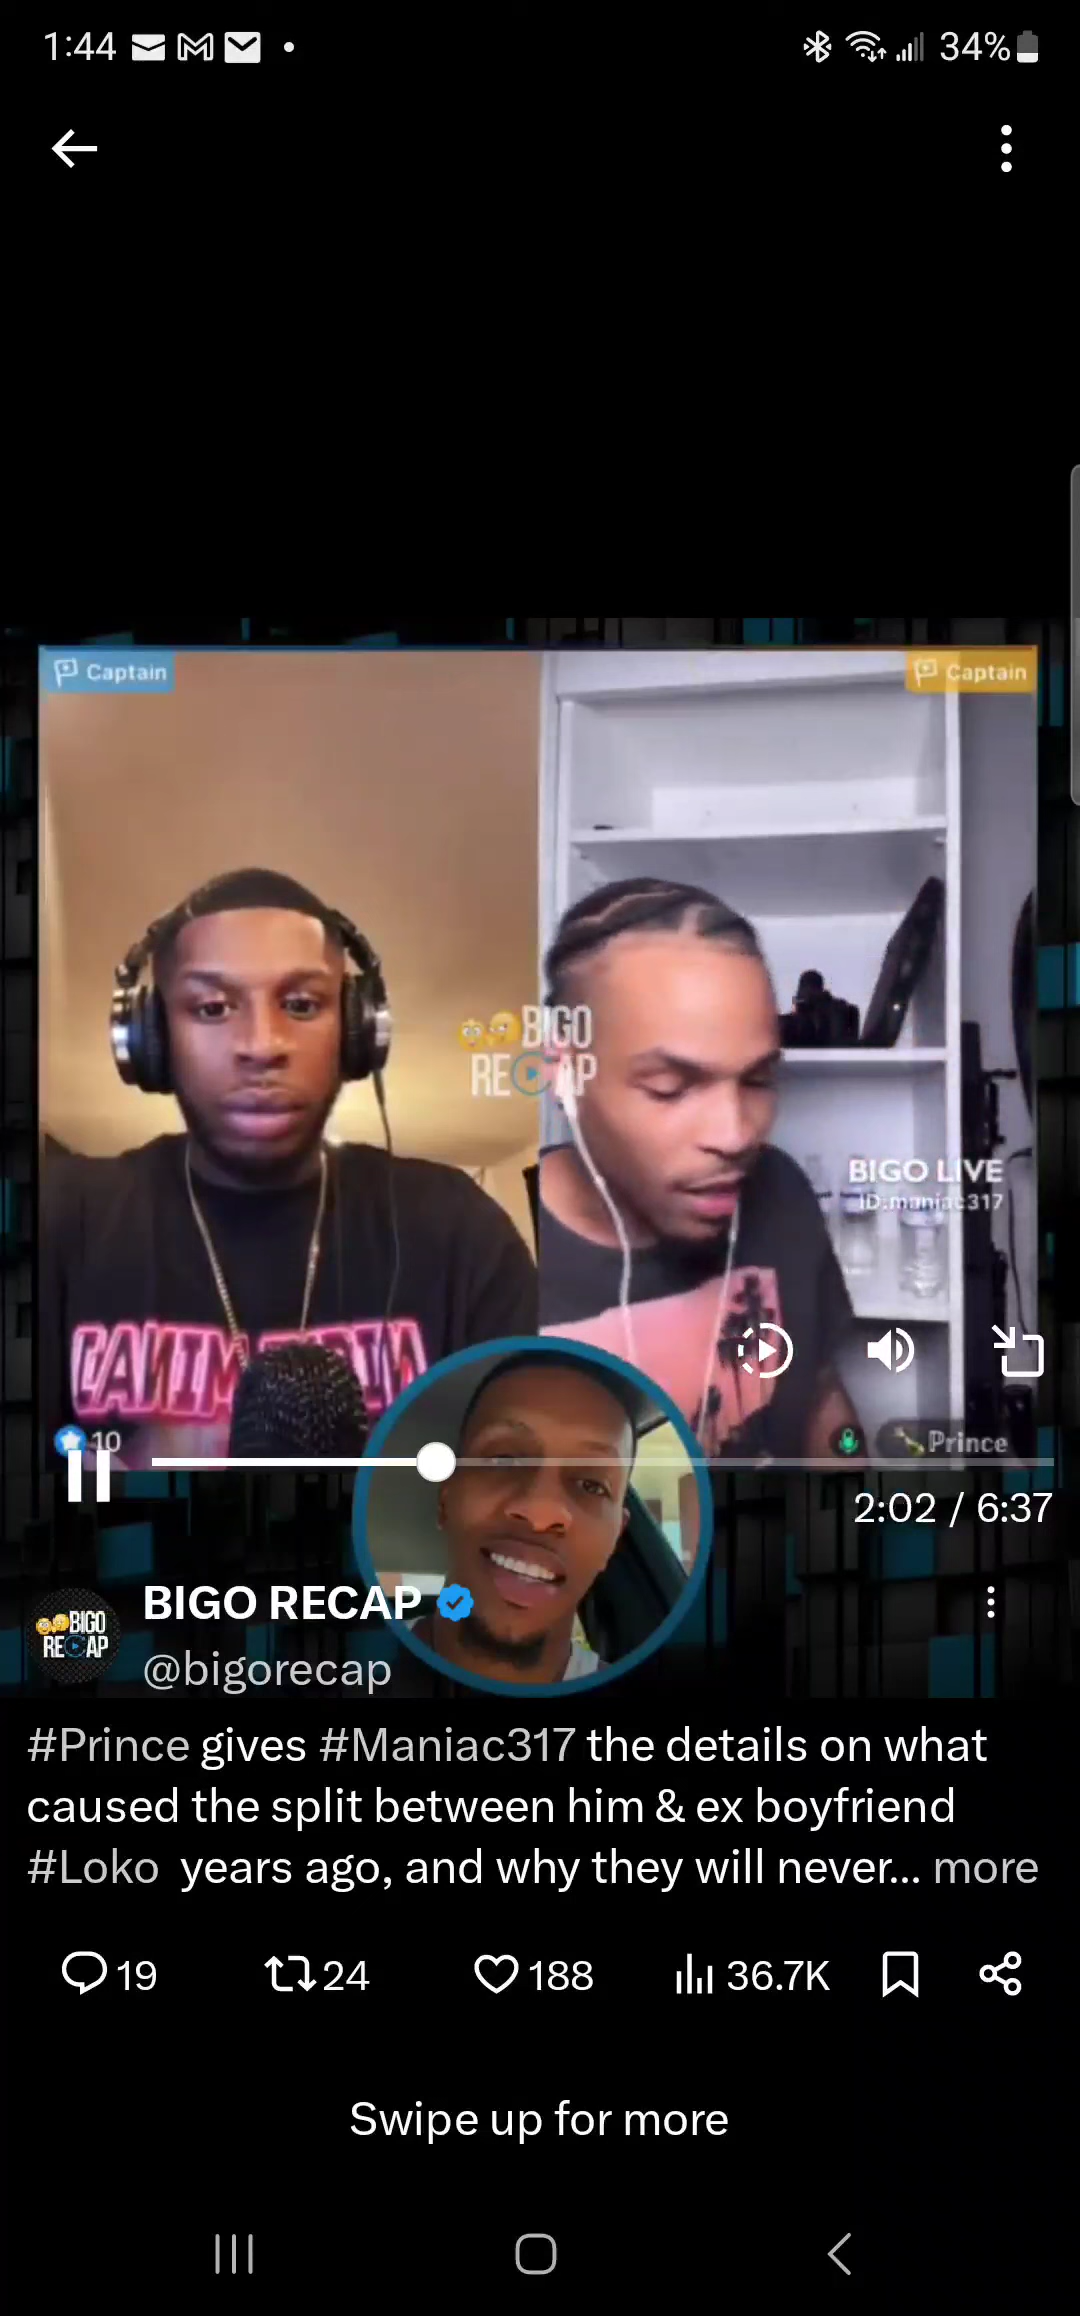 1:44
34%
Captain
Captain
BIGO
RECAP
BIGO LIVE
ID:maniac317
10
Prince
2:02 / 6:37
BIGO
RECAP
BIGO RECAP
@bigorecap
#Prince gives #Maniac317 the details on what
caused the split between him & ex boyfriend
#Loko years ago, and why they will never... more
19
24
188
36.7K
Swipe up for more